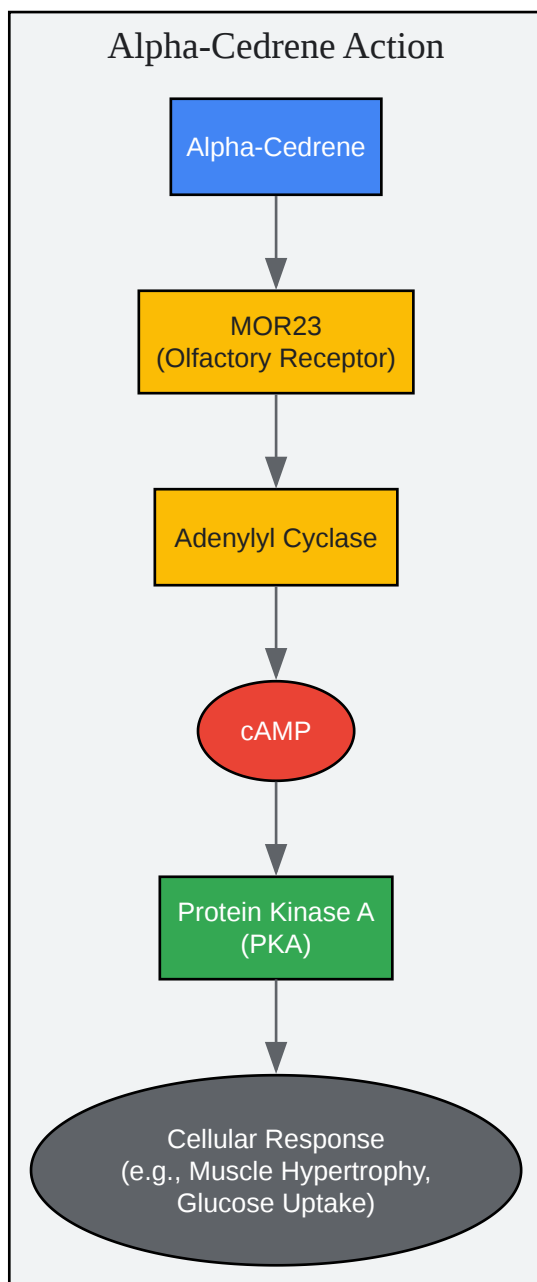 Alpha-Cedrene Action
Alpha-Cedrene
MOR23
(Olfactory Receptor)
Adenylyl Cyclase
cAMP
Protein Kinase A
(PKA)
Cellular Response
(e.g., Muscle Hypertrophy,
Glucose Uptake)